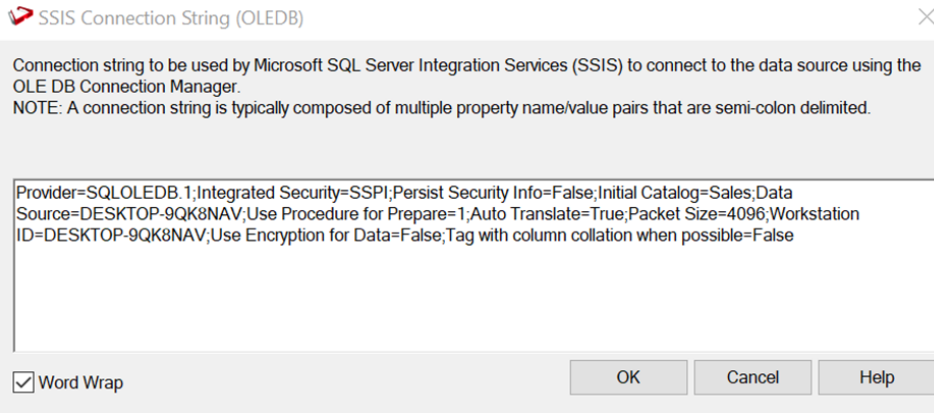 SSIS Connection String (OLEDB)
Connection string to be used by Microsoft SQL Server Integration Services (SSIS) to connect to the data source using the
OLE DB Connection Manager.
NOTE: A connection string is typically composed of multiple property name/value pairs that are semi-colon delimited.
Provider=SQLOLEDB.1;Integrated Security=SSPI;Persist Security Info=False;Initial Catalog=Sales;Data
Source=DESKTOP-9QK8NAV;Use Procedure for Prepare=1;Auto Translate=True;Packet Size=4096;Workstation
ID=DESKTOP-9QK8NAV;Use Encryption for Data=False;Tag with column collation when possible=False
Word Wrap
OK
Cancel
Help